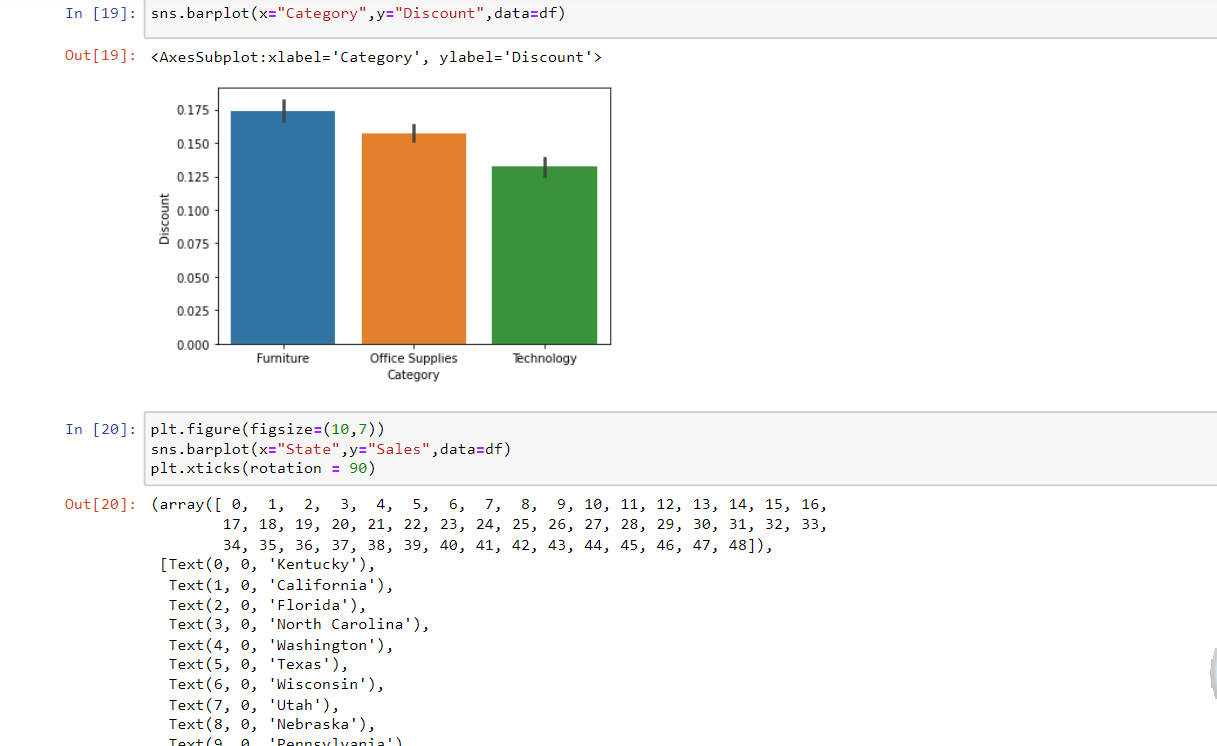 In [19]: sns.barplot(x="Category",y="Discount",data=df)
Out[19]: <AxesSubplot:xlabel='Category', ylabel='Discount'>
0.175
0.150
0.125
0.100
0.075
0.050
0.025
0.000
Discount
Furniture Office Supplies Technology
Category
In [20]: plt.figure(figsize=(10,7))
sns.barplot(x="State",y="Sales",data=df)
plt.xticks(rotation = 90)
Out[20]: (array([ 0,  1,  2,  3,  4,  5,  6,  7,  8,  9, 10, 11, 12, 13, 14, 15, 16,
17, 18, 19, 20, 21, 22, 23, 24, 25, 26, 27, 28, 29, 30, 31, 32, 33,
34, 35, 36, 37, 38, 39, 40, 41, 42, 43, 44, 45, 46, 47, 48]),
[Text(0, 0, 'Kentucky'),
Text(1, 0, 'California'),
Text(2, 0, 'Florida'),
Text(3, 0, 'North Carolina'),
Text(4, 0, 'Washington'),
Text(5, 0, 'Texas'),
Text(6, 0, 'Wisconsin'),
Text(7, 0, 'Utah'),
Text(8, 0, 'Nebraska'),
Text(9, 0, 'Pennsylvania')